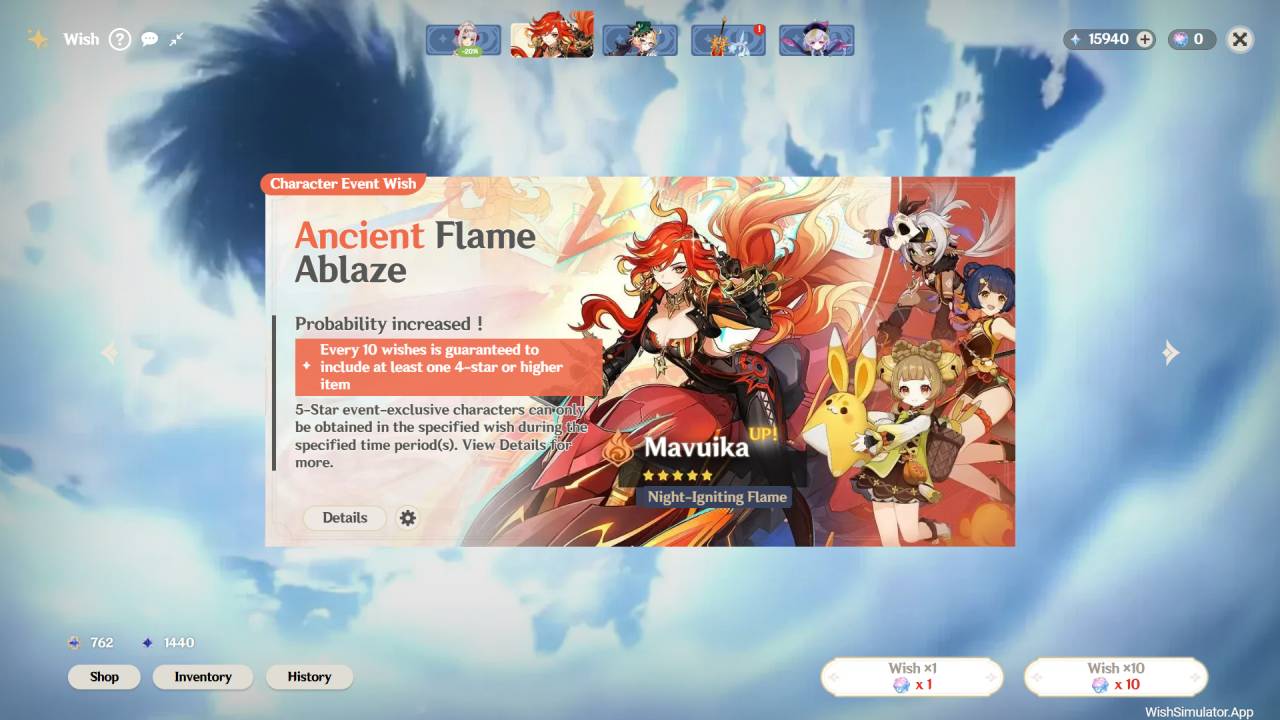 Wish ?
-20%
!
15940 +
0
Character Event Wish
Ancient Flame
Ablaze
Probability increased !
Every 10 wishes is guaranteed to
include at least one 4-star or higher
item
5-Star event-exclusive characters can only
be obtained in the specified wish during the
specified time period(s). View Details for
more.
Mavuika UP!
Night-Igniting Flame
Details
762 1440
Shop Inventory History
Wish ×1
x 1
Wish ×10
x 10
WishSimulator.App